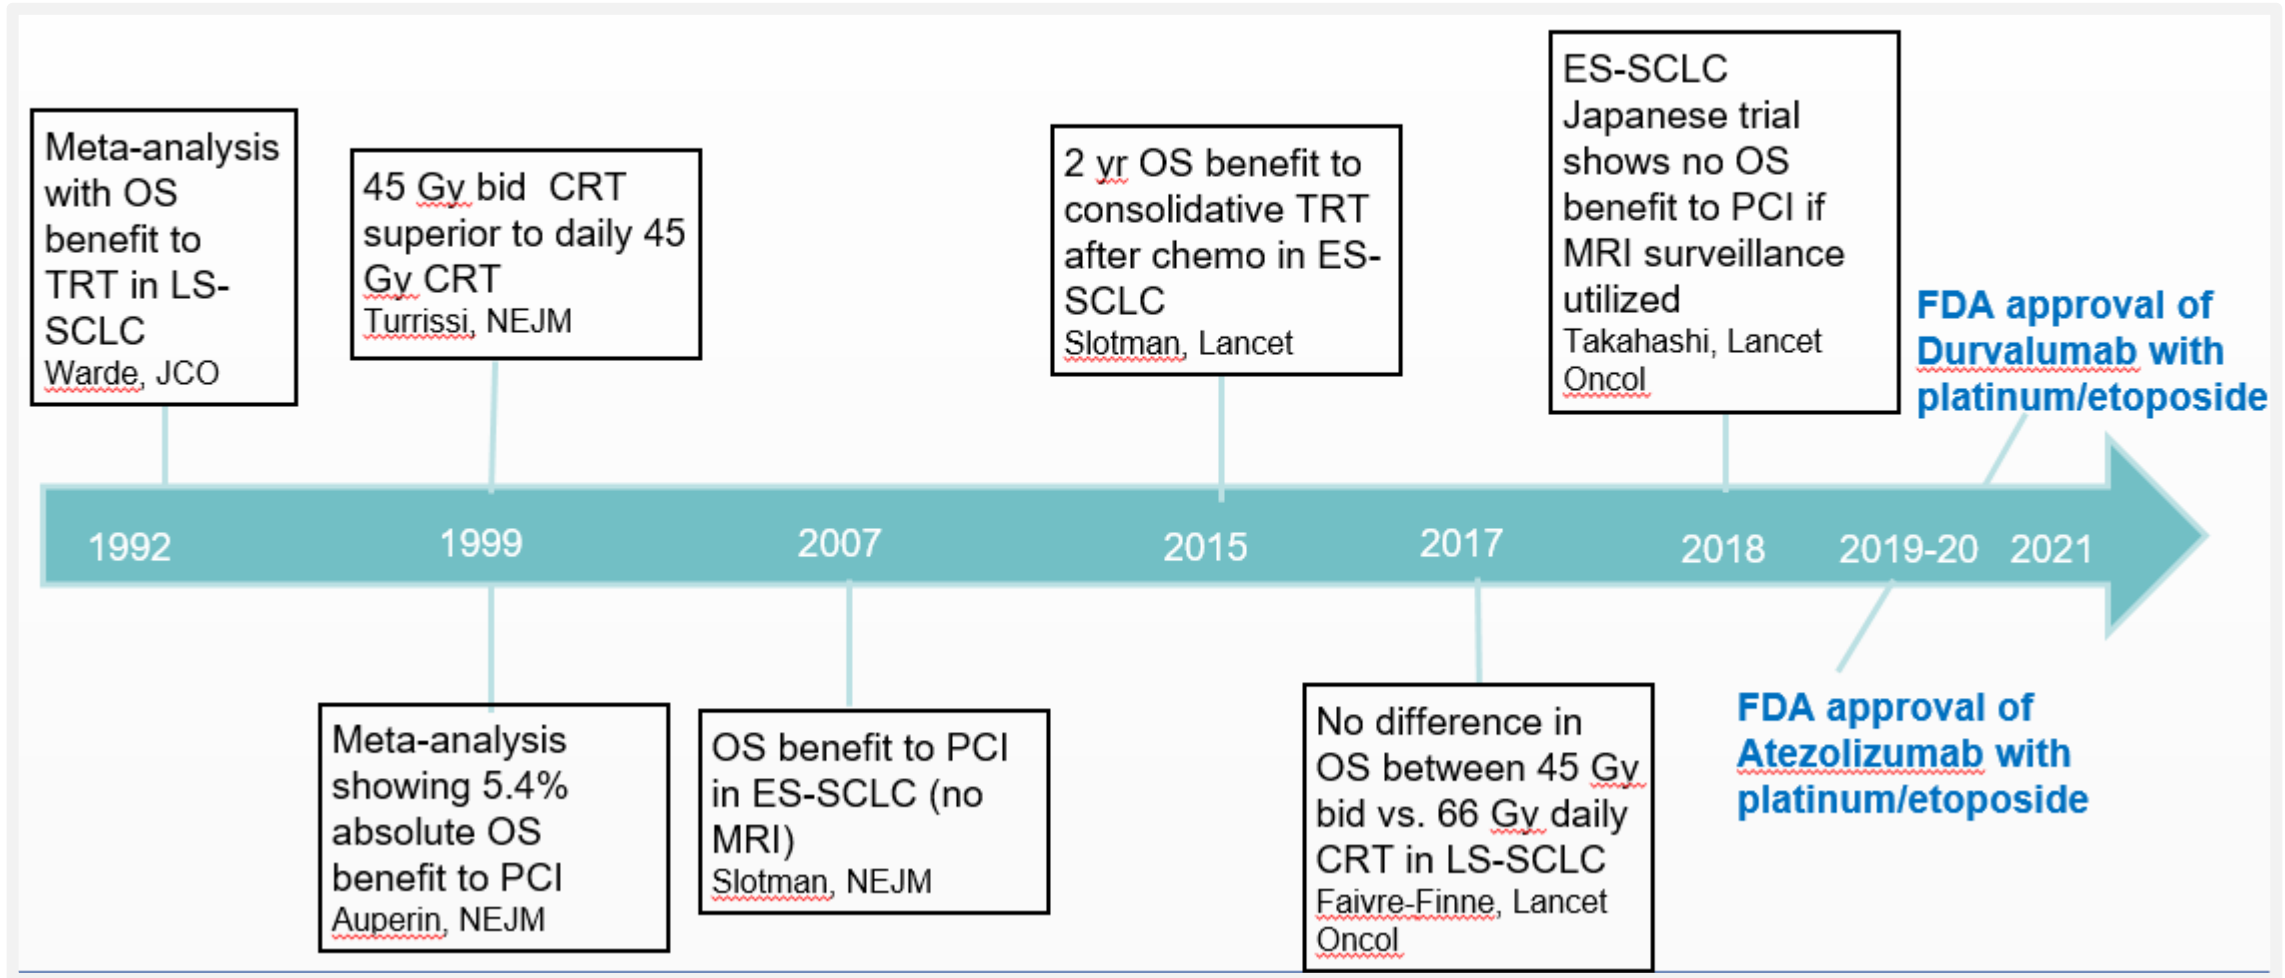 Meta-analysis
with OS
benefit to
TRT in LS-
SCLC
Warde, JCO
45 Gy bid  CRT
superior to daily 45
Gy CRT
Turrissi, NEJM
2 yr OS benefit to
consolidative TRT
after chemo in ES-
SCLC
Slotman, Lancet
ES-SCLC
Japanese trial
shows no OS
benefit to PCI if
MRI surveillance
utilized
Takahashi, Lancet
Oncol
FDA approval of
Durvalumab with
platinum/etoposide
1992 1999 2007 2015 2017 2018 2019-20 2021
Meta-analysis
showing 5.4%
absolute OS
benefit to PCI
Auperin, NEJM
OS benefit to PCI
in ES-SCLC (no
MRI)
Slotman, NEJM
No difference in
OS between 45 Gy
bid vs. 66 Gy daily
CRT in LS-SCLC
Faivre-Finne, Lancet
Oncol
FDA approval of
Atezolizumab with
platinum/etoposide